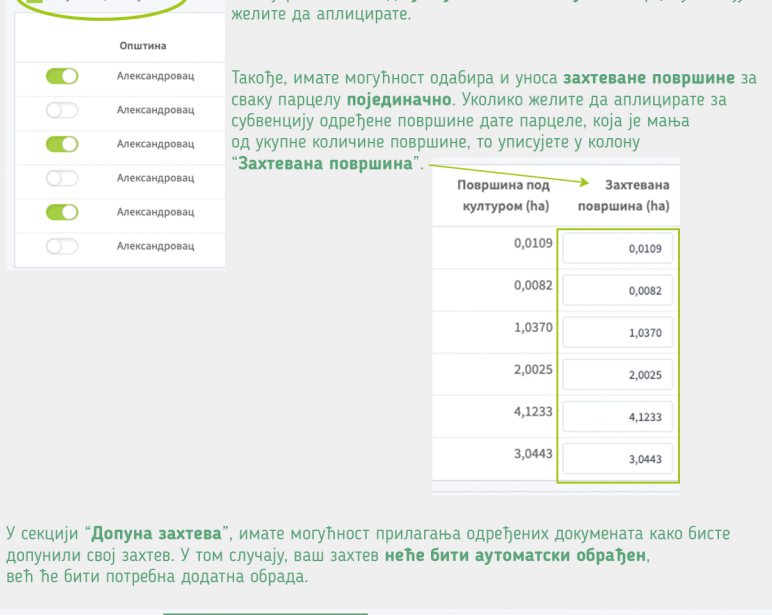 желите да аплицирате.
Општина
Александровац
Александровац
Александровац
Александровац
Александровац
Александровац
Такође, имате могућност одабира и уноса захтеване површине за
сваку парцелу појединачно. Уколико желите да аплицирате за
субвенцију одређене површине дате парцеле, која је мања
од укупне количине површине, то уписујете у колону
“Захтевана површина”.
Површина под Захтевана
културом (ha) површина (ha)
0,0109 0,0109
0,0082 0,0082
1,0370 1,0370
2,0025 2,0025
4,1233 4,1233
3,0443 3,0443
У секцији “Допуна захтева”, имате могућност прилагања одређених докумената како бисте
допунили свој захтев. У том случају, ваш захтев неће бити аутоматски обрађен,
већ ће бити потребна додатна обрада.